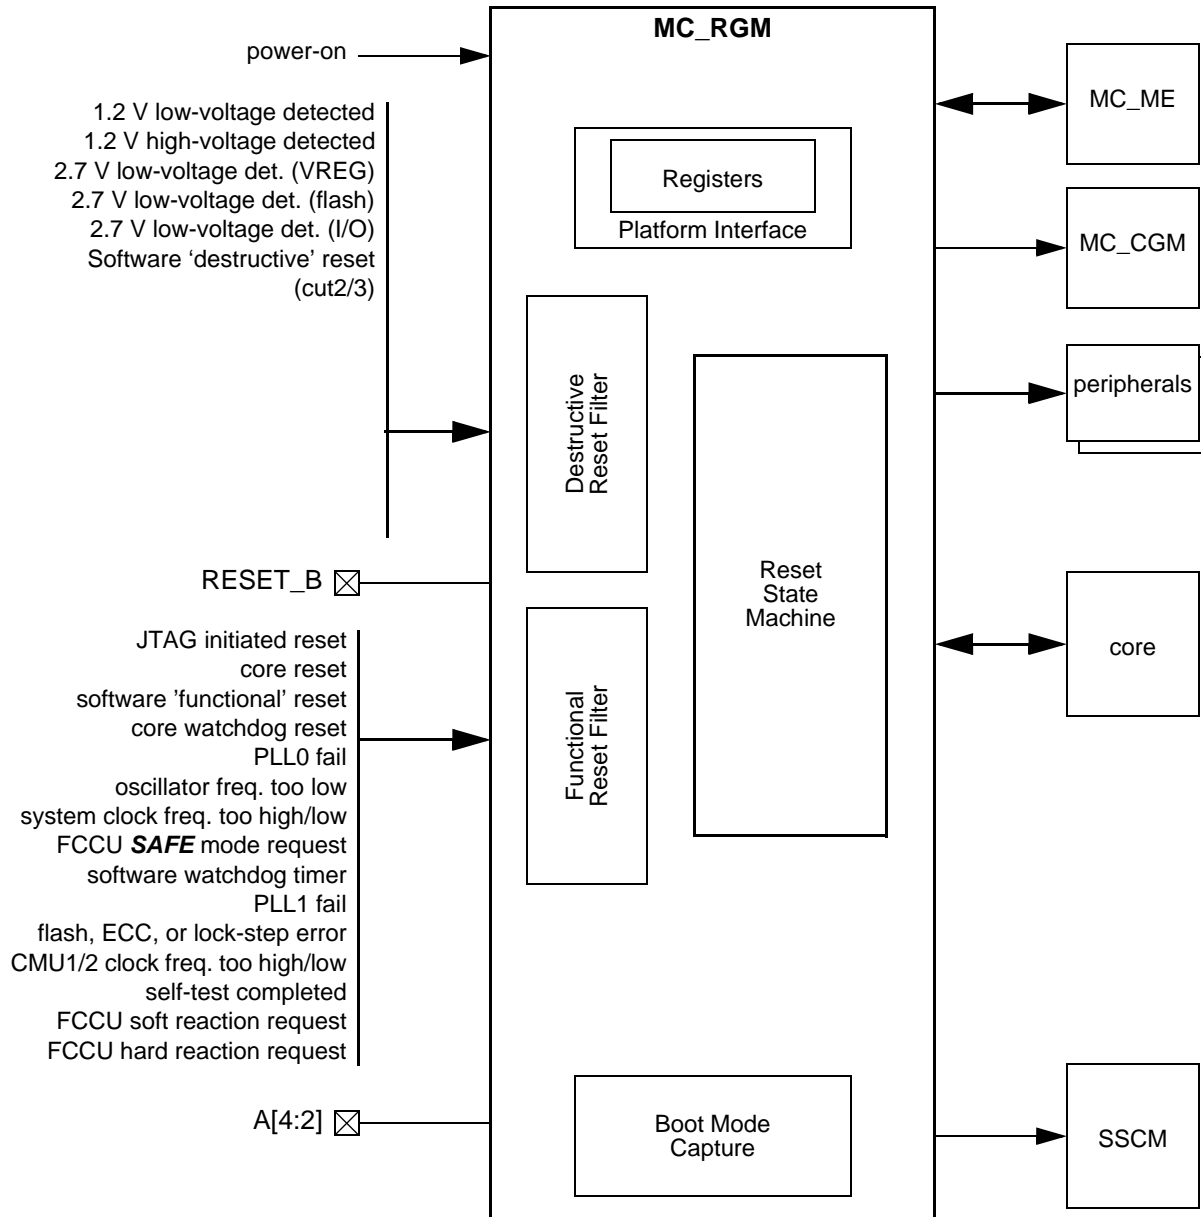 MC_RGM
power-on
1.2 V low-voltage detected
1.2 V high-voltage detected
2.7 V low-voltage det. (VREG)
2.7 V low-voltage det. (flash)
2.7 V low-voltage det. (I/O)
Software ‘destructive’ reset
(cut2/3)
RESET_B
JTAG initiated reset
core reset
software ’functional’ reset
core watchdog reset
PLL0 fail
oscillator freq. too low
system clock freq. too high/low
FCCU SAFE mode request
software watchdog timer
PLL1 fail
flash, ECC, or lock-step error
CMU1/2 clock freq. too high/low
self-test completed
FCCU soft reaction request
FCCU hard reaction request
A[4:2]
Registers
Platform Interface
Destructive
Reset Filter
Functional
Reset Filter
Reset
State
Machine
Boot Mode
Capture
MC_ME
MC_CGM
peripherals
core
SSCM